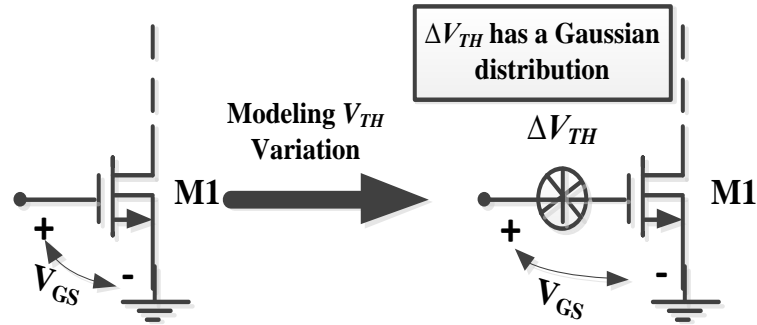 ΔV_TH has a Gaussian
distribution
Modeling V_TH
Variation
ΔV_TH
M1
M1
+
-
V_GS
+
-
V_GS